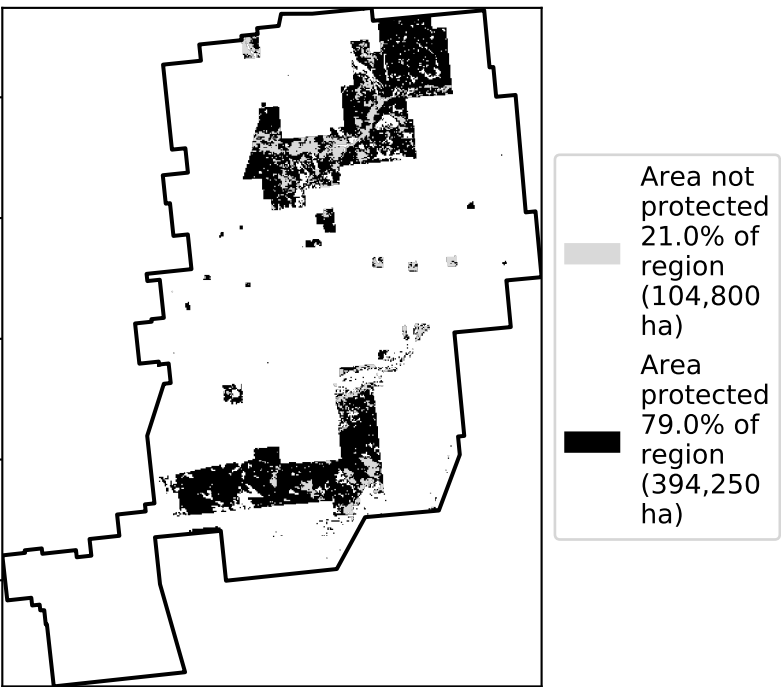 Area not
protected
21.0% of
region
(104,800
ha)
Area
protected
79.0% of
region
(394,250
ha)